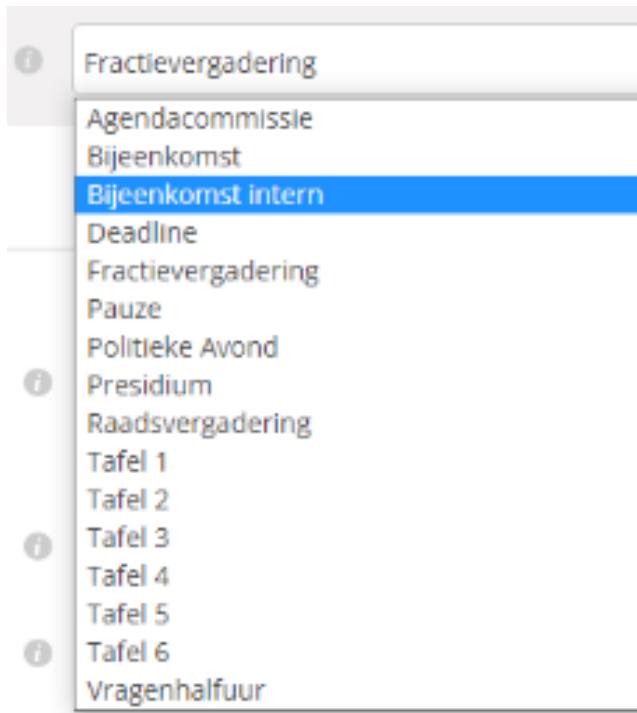 Fractievergadering
Agendacommissie
Bijeenkomst
Bijeenkomst intern
Deadline
Fractievergadering
Pauze
Politieke Avond
Presidium
Raadsvergadering
Tafel 1
Tafel 2
Tafel 3
Tafel 4
Tafel 5
Tafel 6
Vragenhalfuur